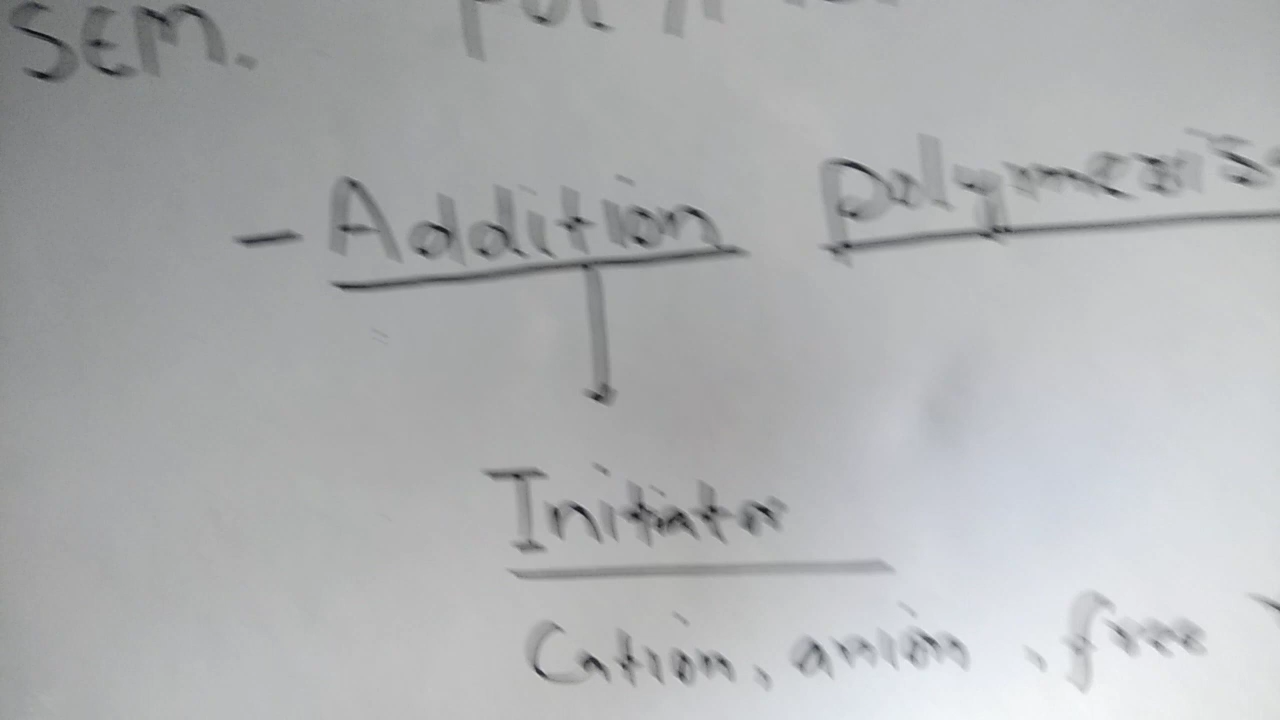 SEM.
- Addition Polymeris
Initiator
Cation, anion, free